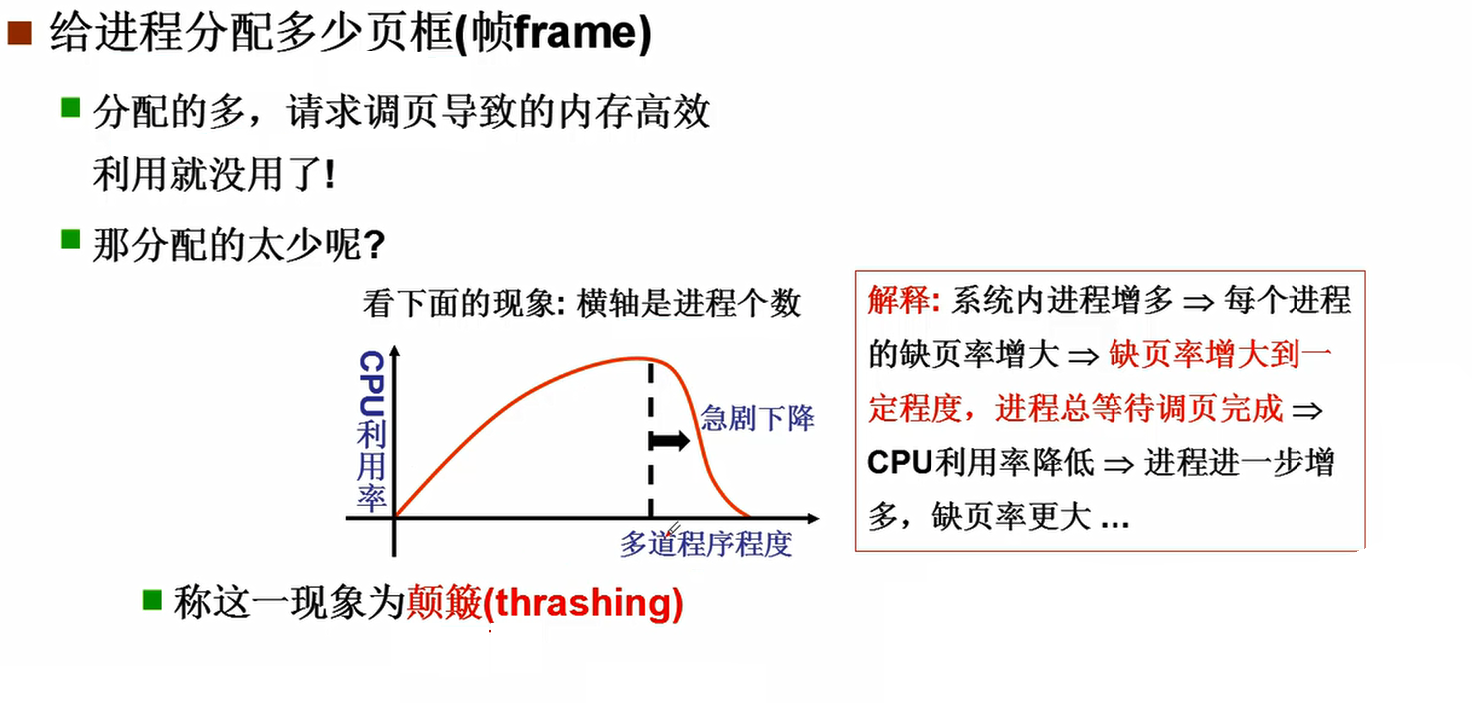 给进程分配多少页框(帧frame)
分配的多，请求调页导致的内存高效
利用就没用了!
那分配的太少呢?
看下面的现象: 横轴是进程个数
CPU利用率
急剧下降
多道程序程度
解释: 系统内进程增多 ⇒ 每个进程
的缺页率增大 ⇒ 缺页率增大到一
定程度，进程总等待调页完成 ⇒
CPU利用率降低 ⇒ 进程进一步增
多，缺页率更大 ...
称这一现象为颠簸(thrashing)